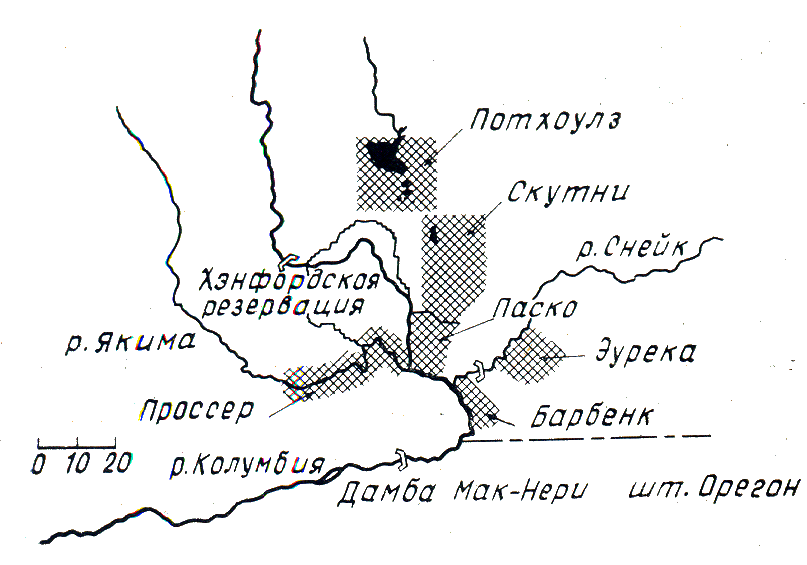 Потхоулз
Скутни
р.Снейк
Хэнфордская
резервация
Паско
р.Якима
Эурека
Проссер
Барбенк
0 10 20
р.Колумбия
Дамба Мак-Нери шт. Орегон